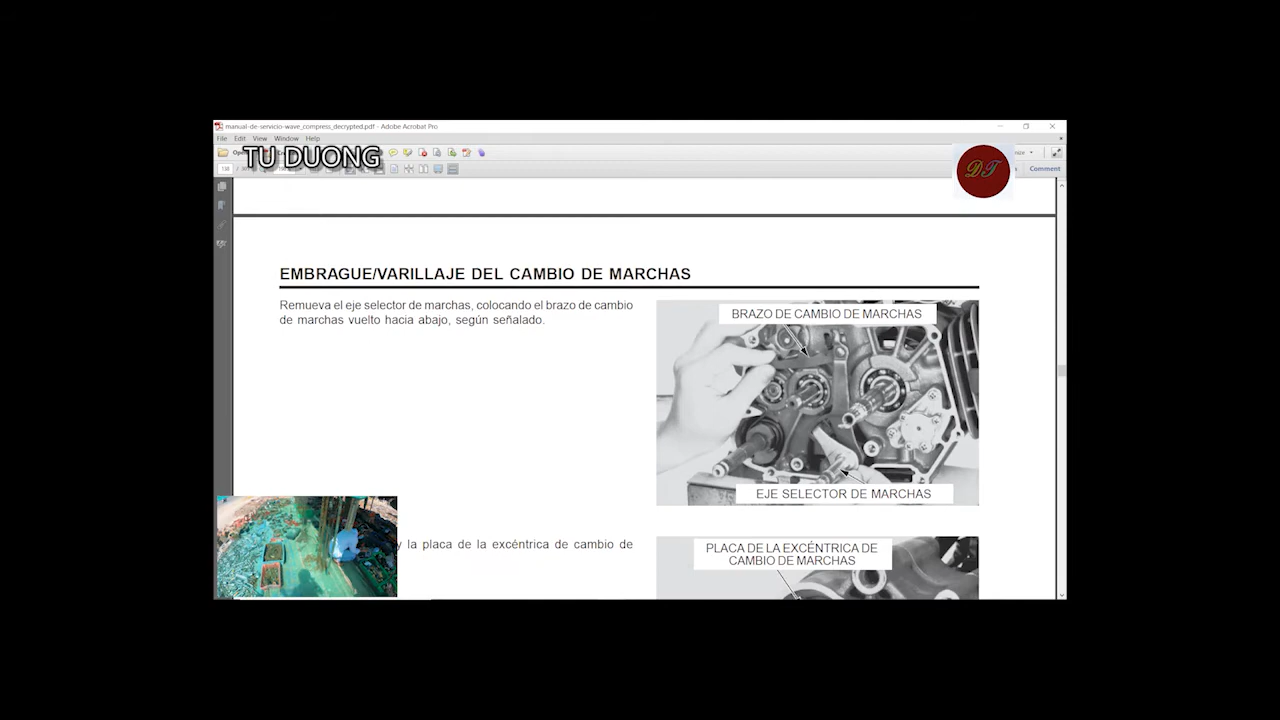 manual-de-servicio-wave_compress_decrypted.pdf - Adobe Acrobat Pro
File Edit View Window Help
TU DUONG
DT
138
Comment
EMBRAGUE/VARILLAJE DEL CAMBIO DE MARCHAS
Remueva el eje selector de marchas, colocando el brazo de cambio
de marchas vuelto hacia abajo, según señalado.
BRAZO DE CAMBIO DE MARCHAS
EJE SELECTOR DE MARCHAS
y la placa de la excéntrica de cambio de
PLACA DE LA EXCÉNTRICA DE
CAMBIO DE MARCHAS